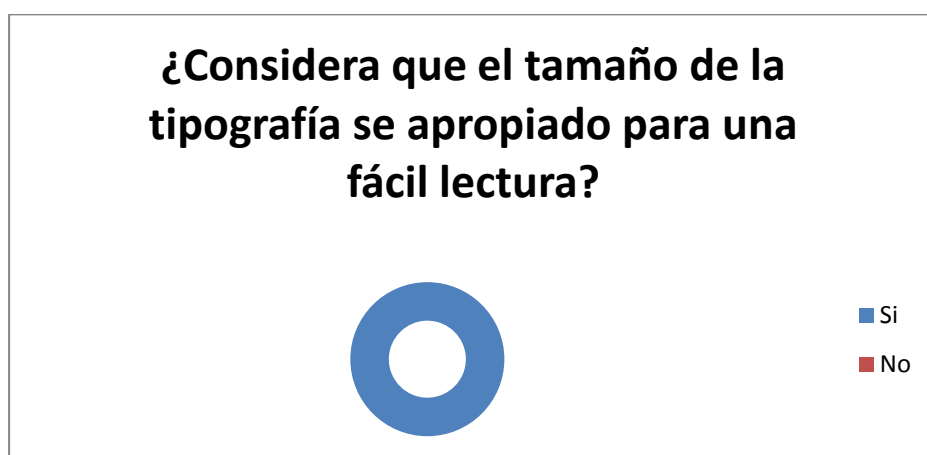 ¿Considera que el tamaño de la
tipografía se apropiado para una
fácil lectura?
Si
No